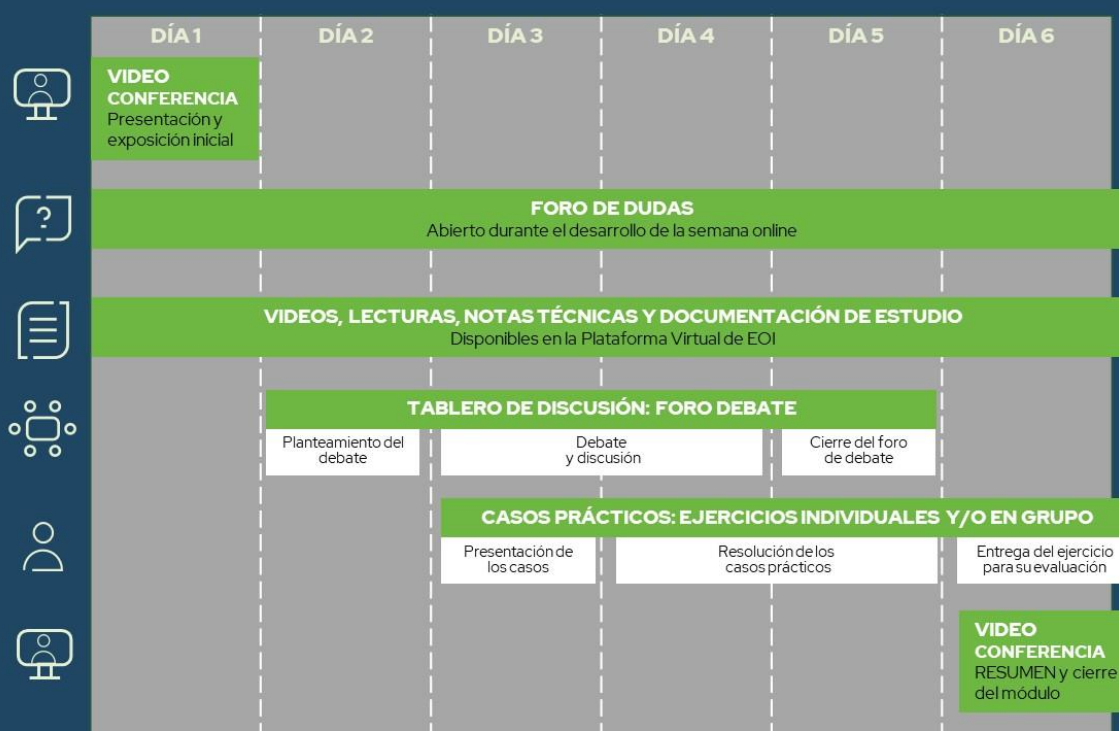 DÍA 1 DÍA 2 DÍA 3 DÍA 4 DÍA 5 DÍA 6
VIDEO
CONFERENCIA
Presentación y
exposición inicial
?
FORO DE DUDAS
Abierto durante el desarrollo de la semana online
VIDEOS, LECTURAS, NOTAS TÉCNICAS Y DOCUMENTACIÓN DE ESTUDIO
Disponibles en la Plataforma Virtual de EOI
TABLERO DE DISCUSIÓN: FORO DEBATE
Planteamiento del
debate
Debate
y discusión
Cierre del foro
de debate
CASOS PRÁCTICOS: EJERCICIOS INDIVIDUALES Y/O EN GRUPO
Presentación de
los casos
Resolución de los
casos prácticos
Entrega del ejercicio
para su evaluación
VIDEO
CONFERENCIA
RESUMEN y cierre
del módulo